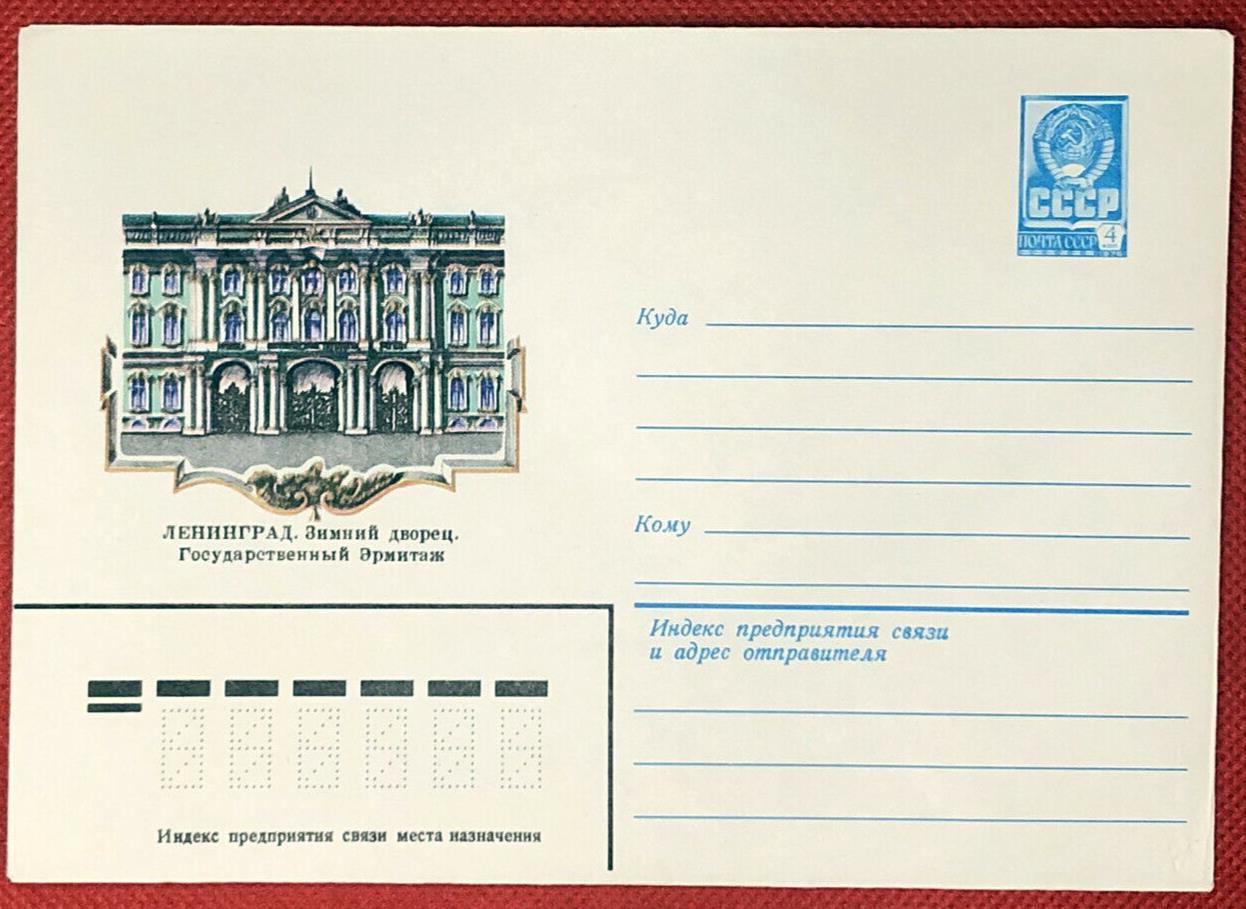 СССР
ПОЧТА СССР 4
1976
Куда
Кому
ЛЕНИНГРАД. Зимний дворец.
Государственный Эрмитаж
Индекс предприятия связи
и адрес отправителя
Индекс предприятия связи места назначения